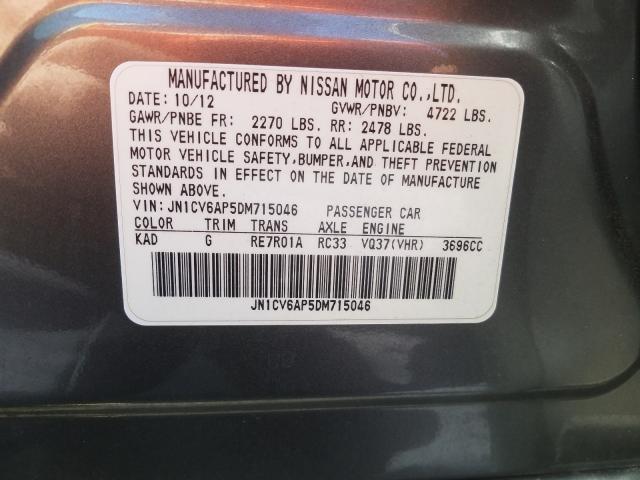 MANUFACTURED BY NISSAN MOTOR CO.,LTD.
DATE: 10/12 GVWR/PNBV: 4722 LBS.
GAWR/PNBE FR: 2270 LBS. RR: 2478 LBS.
THIS VEHICLE CONFORMS TO ALL APPLICABLE FEDERAL
MOTOR VEHICLE SAFETY,BUMPER,AND THEFT PREVENTION
STANDARDS IN EFFECT ON THE DATE OF MANUFACTURE
SHOWN ABOVE.
VIN: JN1CV6AP5DM715046 PASSENGER CAR
COLOR TRIM TRANS AXLE ENGINE
KAD G RE7R01A RC33 VQ37(VHR) 3696CC
JN1CV6AP5DM715046